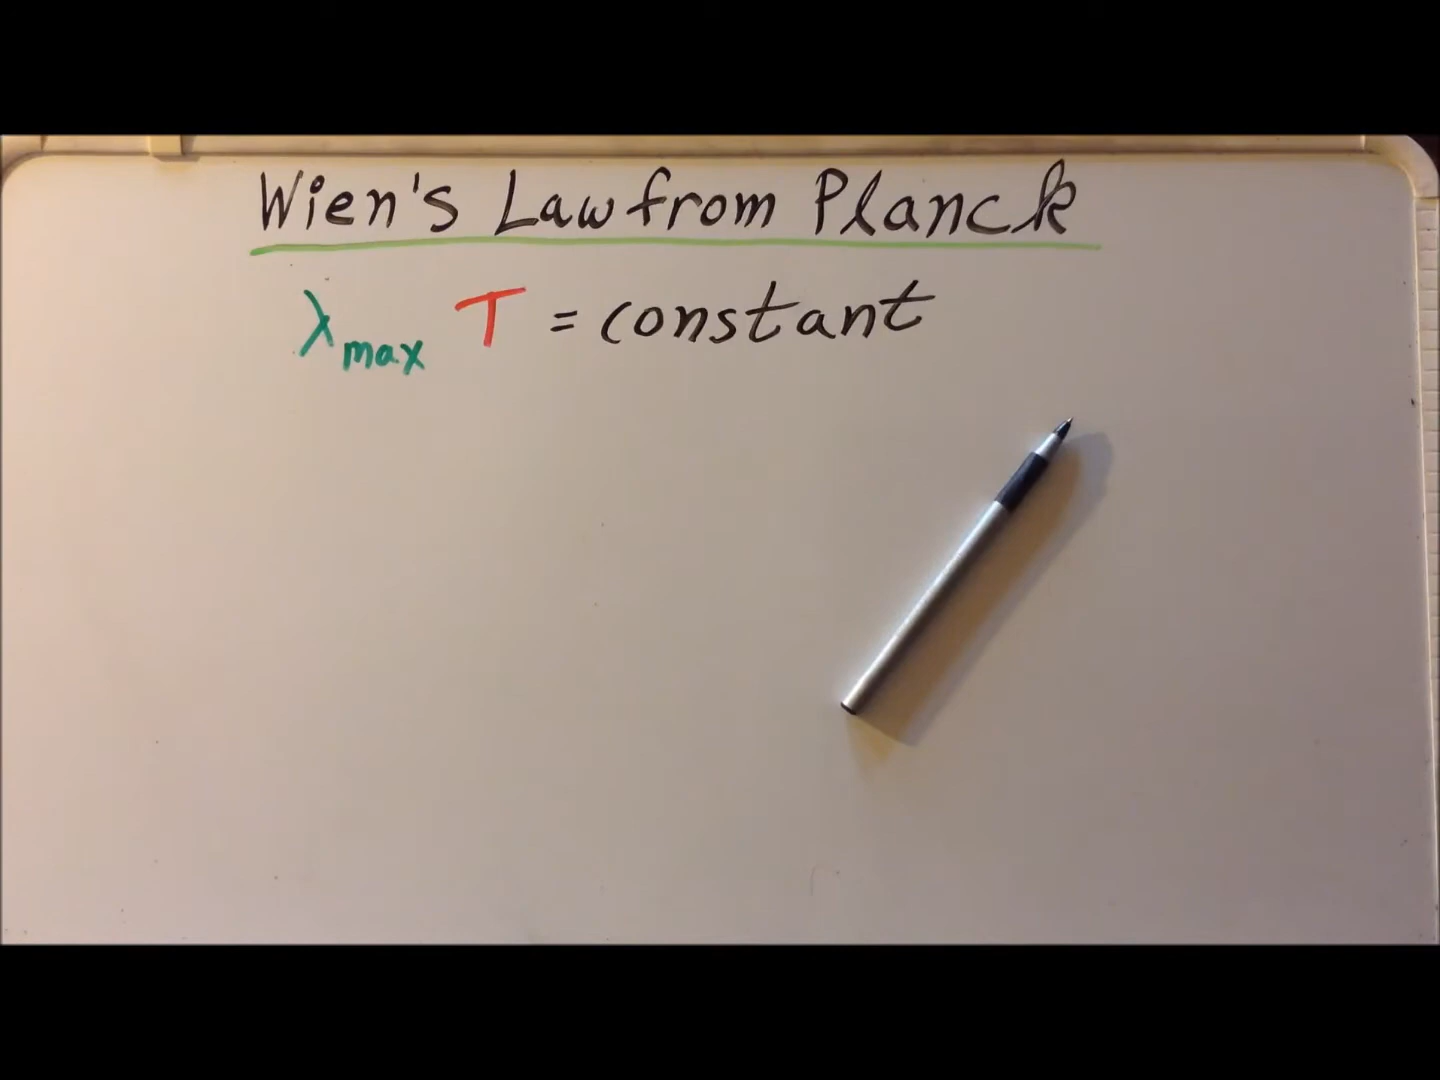 Wien's Law from Planck
λmax T = constant